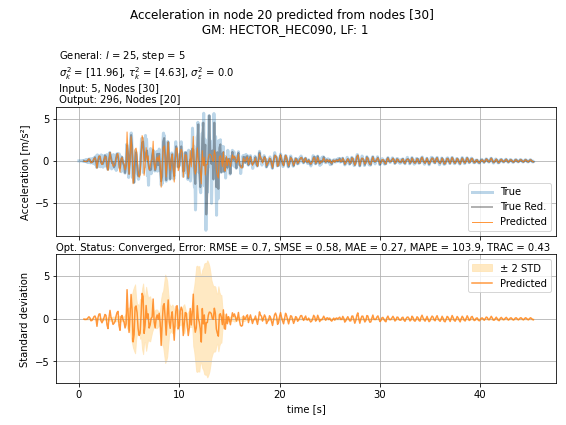 Acceleration in node 20 predicted from nodes [30]
GM: HECTOR_HEC090, LF: 1
General: l = 25, step = 5
σ²ₖ = [11.96], τ²ₖ = [4.63], σ²ε = 0.0
Input: 5, Nodes [30]
Output: 296, Nodes [20]
Acceleration [m/s²]
5
0
−5
True
True Red.
Predicted
Opt. Status: Converged, Error: RMSE = 0.7, SMSE = 0.58, MAE = 0.27, MAPE = 103.9, TRAC = 0.43
Standard deviation
5
0
−5
± 2 STD
Predicted
0 10 20 30 40
time [s]